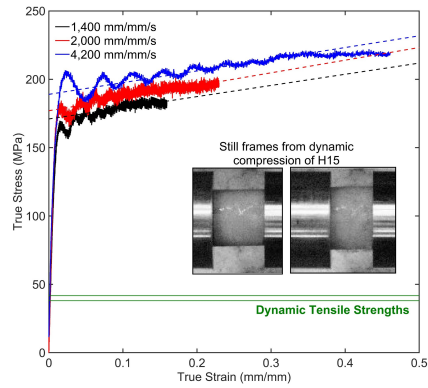 250
200
150
100
50
0
True Stress (MPa)
1,400 mm/mm/s
2,000 mm/mm/s
4,200 mm/mm/s
Still frames from dynamic
compression of H15
Dynamic Tensile Strengths
0
0.1
0.2
0.3
0.4
0.5
True Strain (mm/mm)